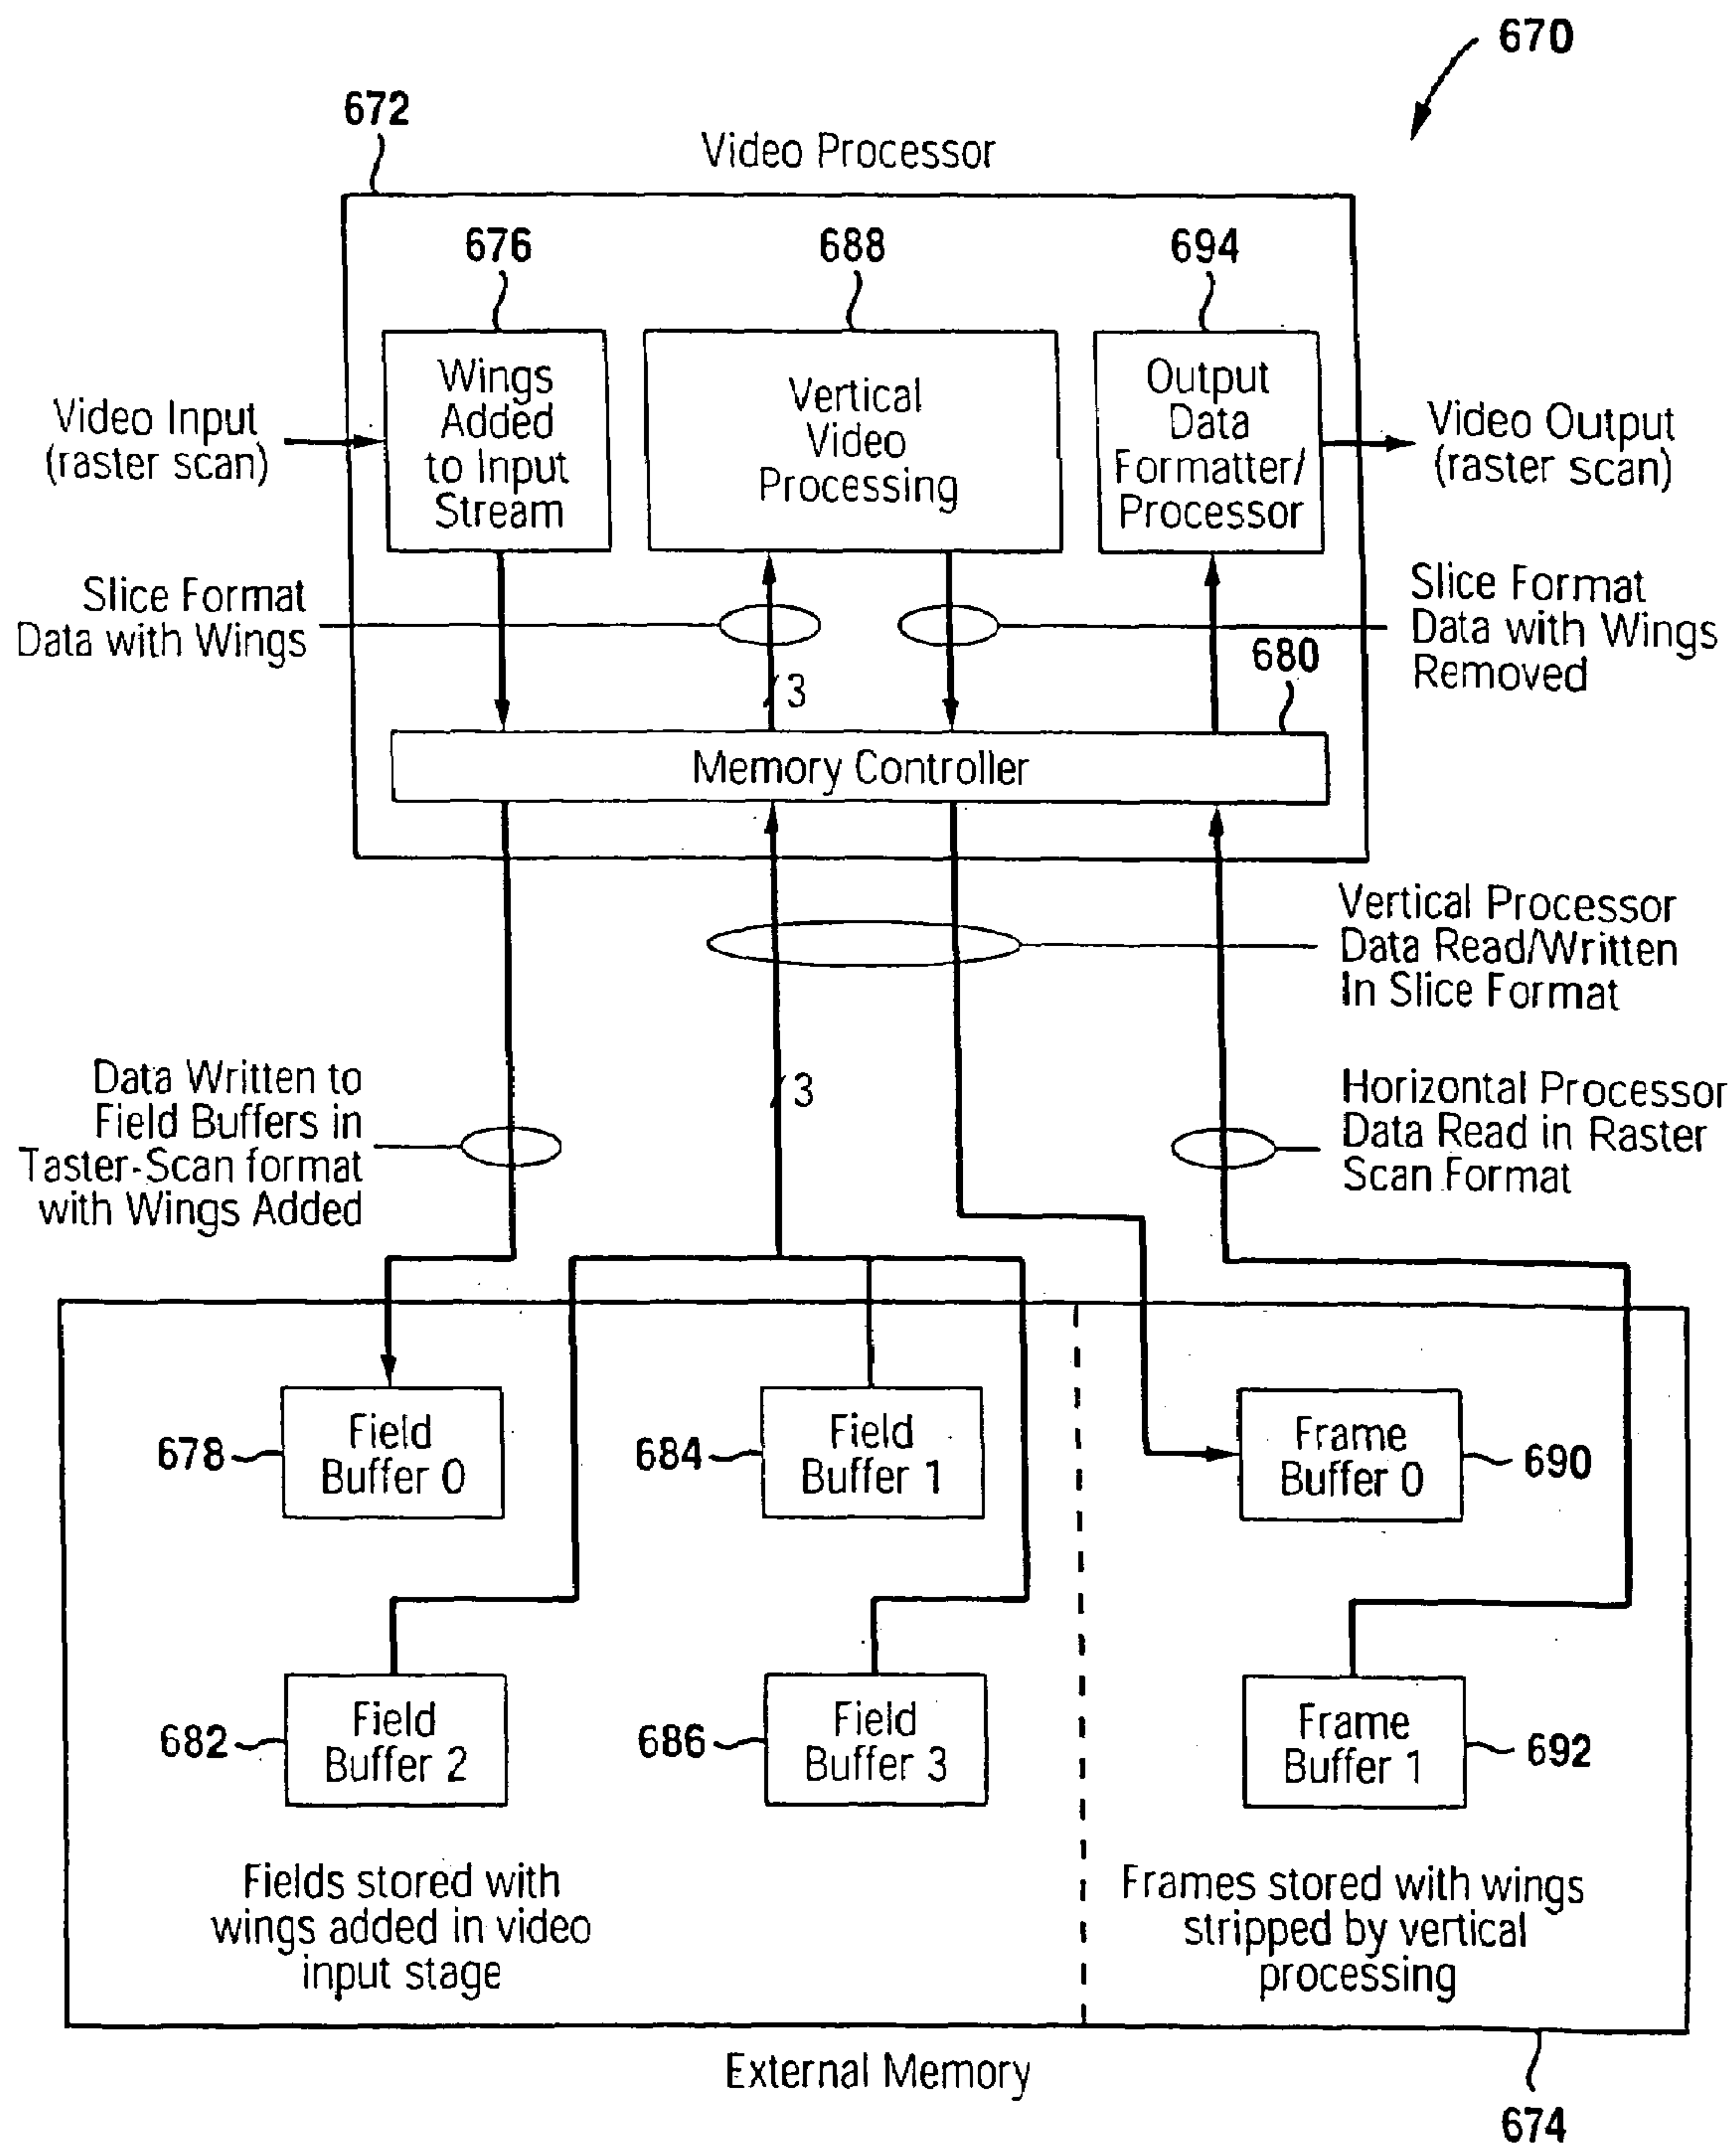 670
672
Video Processor
676
688
694
Wings
Added
to Input
Stream
Vertical
Video
Processing
Output
Data
Formatter/
Processor
Video Input
(raster scan)
Video Output
(raster scan)
Slice Format
Data with Wings
Slice Format
Data with Wings
Removed
680
3
Memory Controller
Vertical Processor
Data Read/Written
In Slice Format
3
Data Written to
Field Buffers in
Taster-Scan format
with Wings Added
Horizontal Processor
Data Read in Raster
Scan Format
678
Field
Buffer 0
684
Field
Buffer 1
Frame
Buffer 0
690
682
Field
Buffer 2
686
Field
Buffer 3
Frame
Buffer 1
692
Fields stored with
wings added in video
input stage
Frames stored with wings
stripped by vertical
processing
External Memory
674